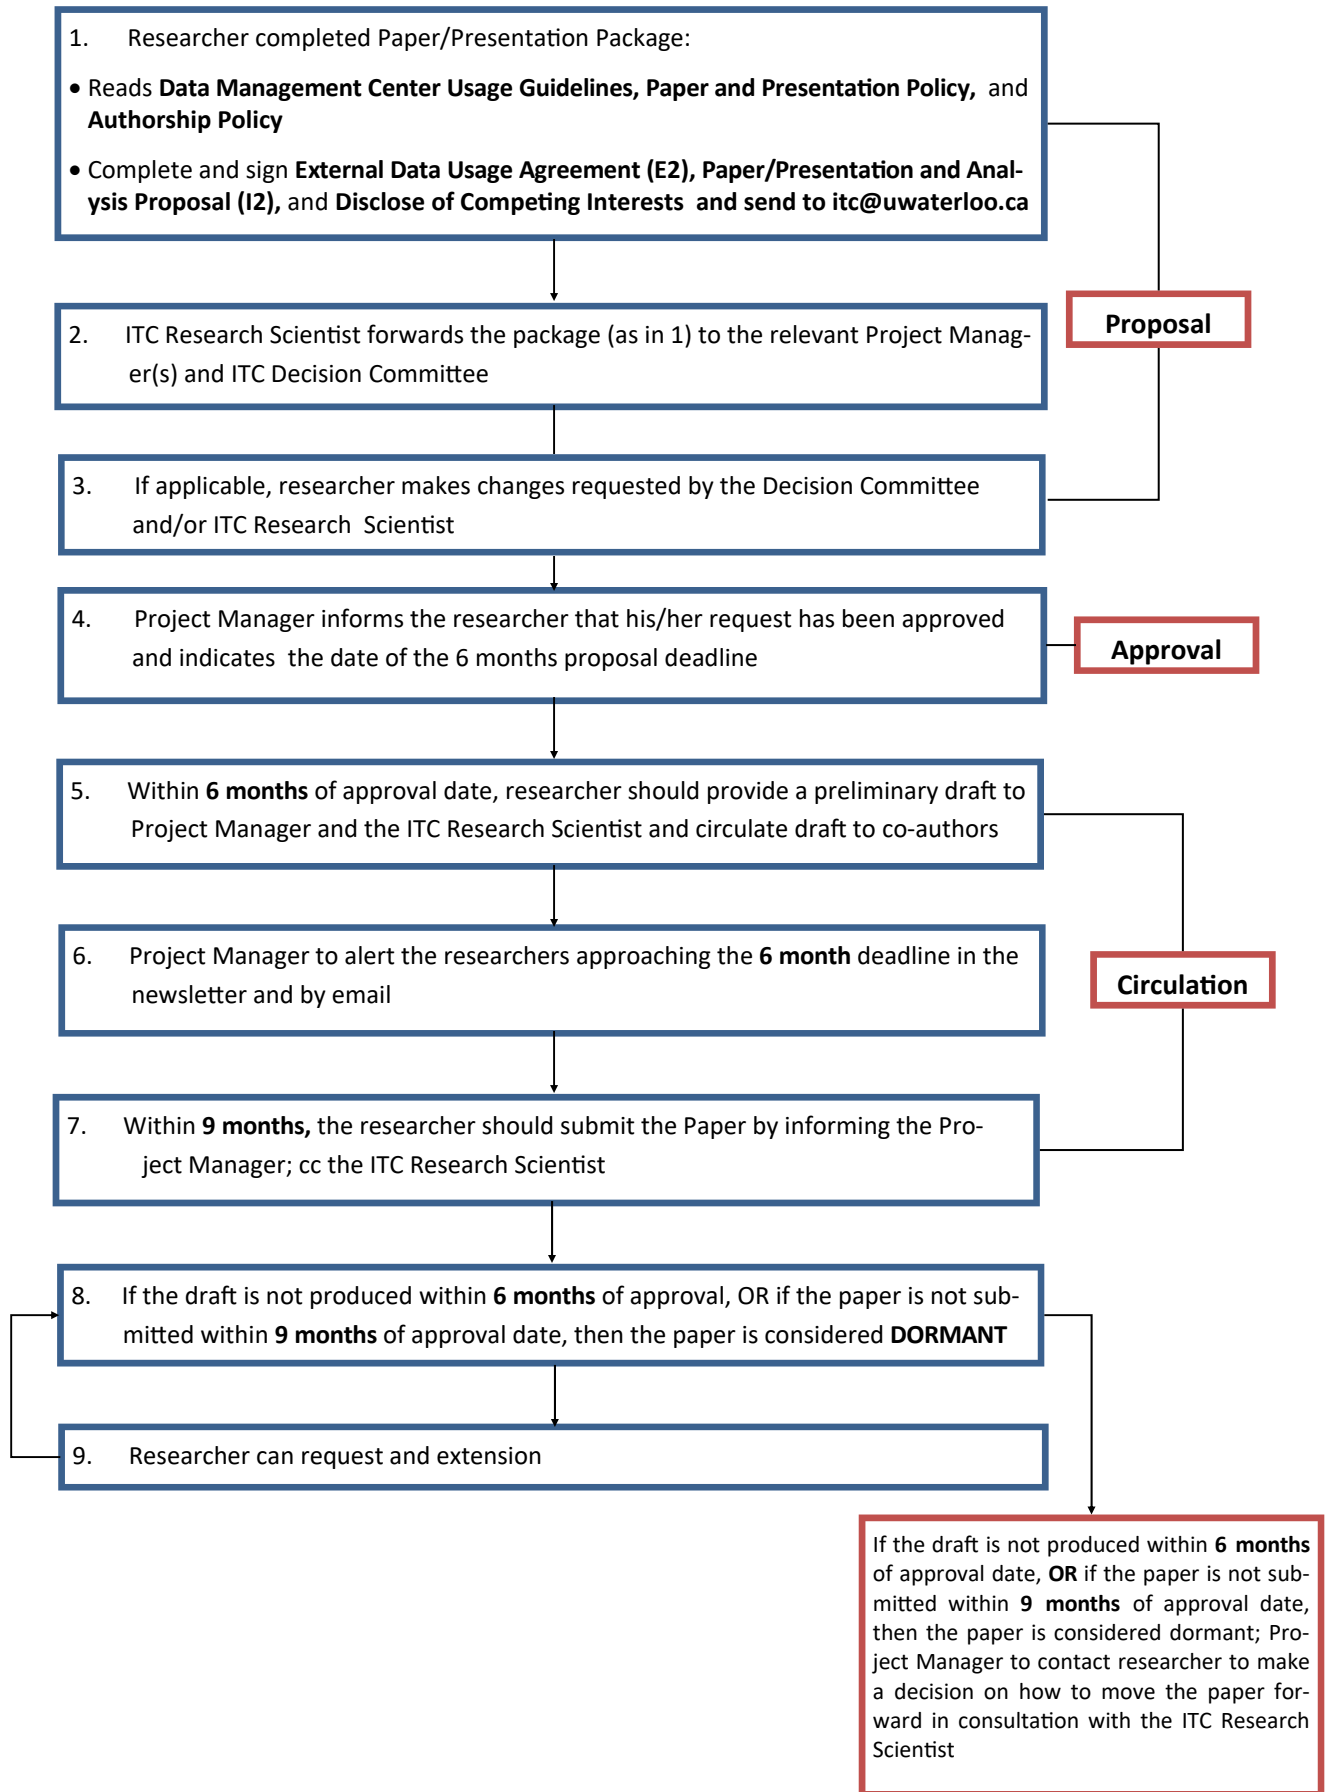 1. Researcher completed Paper/Presentation Package:
• Reads Data Management Center Usage Guidelines, Paper and Presentation Policy, and
Authorship Policy
• Complete and sign External Data Usage Agreement (E2), Paper/Presentation and Anal-
ysis Proposal (I2), and Disclose of Competing Interests and send to itc@uwaterloo.ca
2. ITC Research Scientist forwards the package (as in 1) to the relevant Project Manag-
er(s) and ITC Decision Committee
Proposal
3. If applicable, researcher makes changes requested by the Decision Committee
and/or ITC Research Scientist
4. Project Manager informs the researcher that his/her request has been approved
and indicates the date of the 6 months proposal deadline
Approval
5. Within 6 months of approval date, researcher should provide a preliminary draft to
Project Manager and the ITC Research Scientist and circulate draft to co-authors
6. Project Manager to alert the researchers approaching the 6 month deadline in the
newsletter and by email
Circulation
7. Within 9 months, the researcher should submit the Paper by informing the Pro-
ject Manager; cc the ITC Research Scientist
8. If the draft is not produced within 6 months of approval, OR if the paper is not sub-
mitted within 9 months of approval date, then the paper is considered DORMANT
9. Researcher can request and extension
If the draft is not produced within 6 months
of approval date, OR if the paper is not sub-
mitted within 9 months of approval date,
then the paper is considered dormant; Pro-
ject Manager to contact researcher to make
a decision on how to move the paper for-
ward in consultation with the ITC Research
Scientist